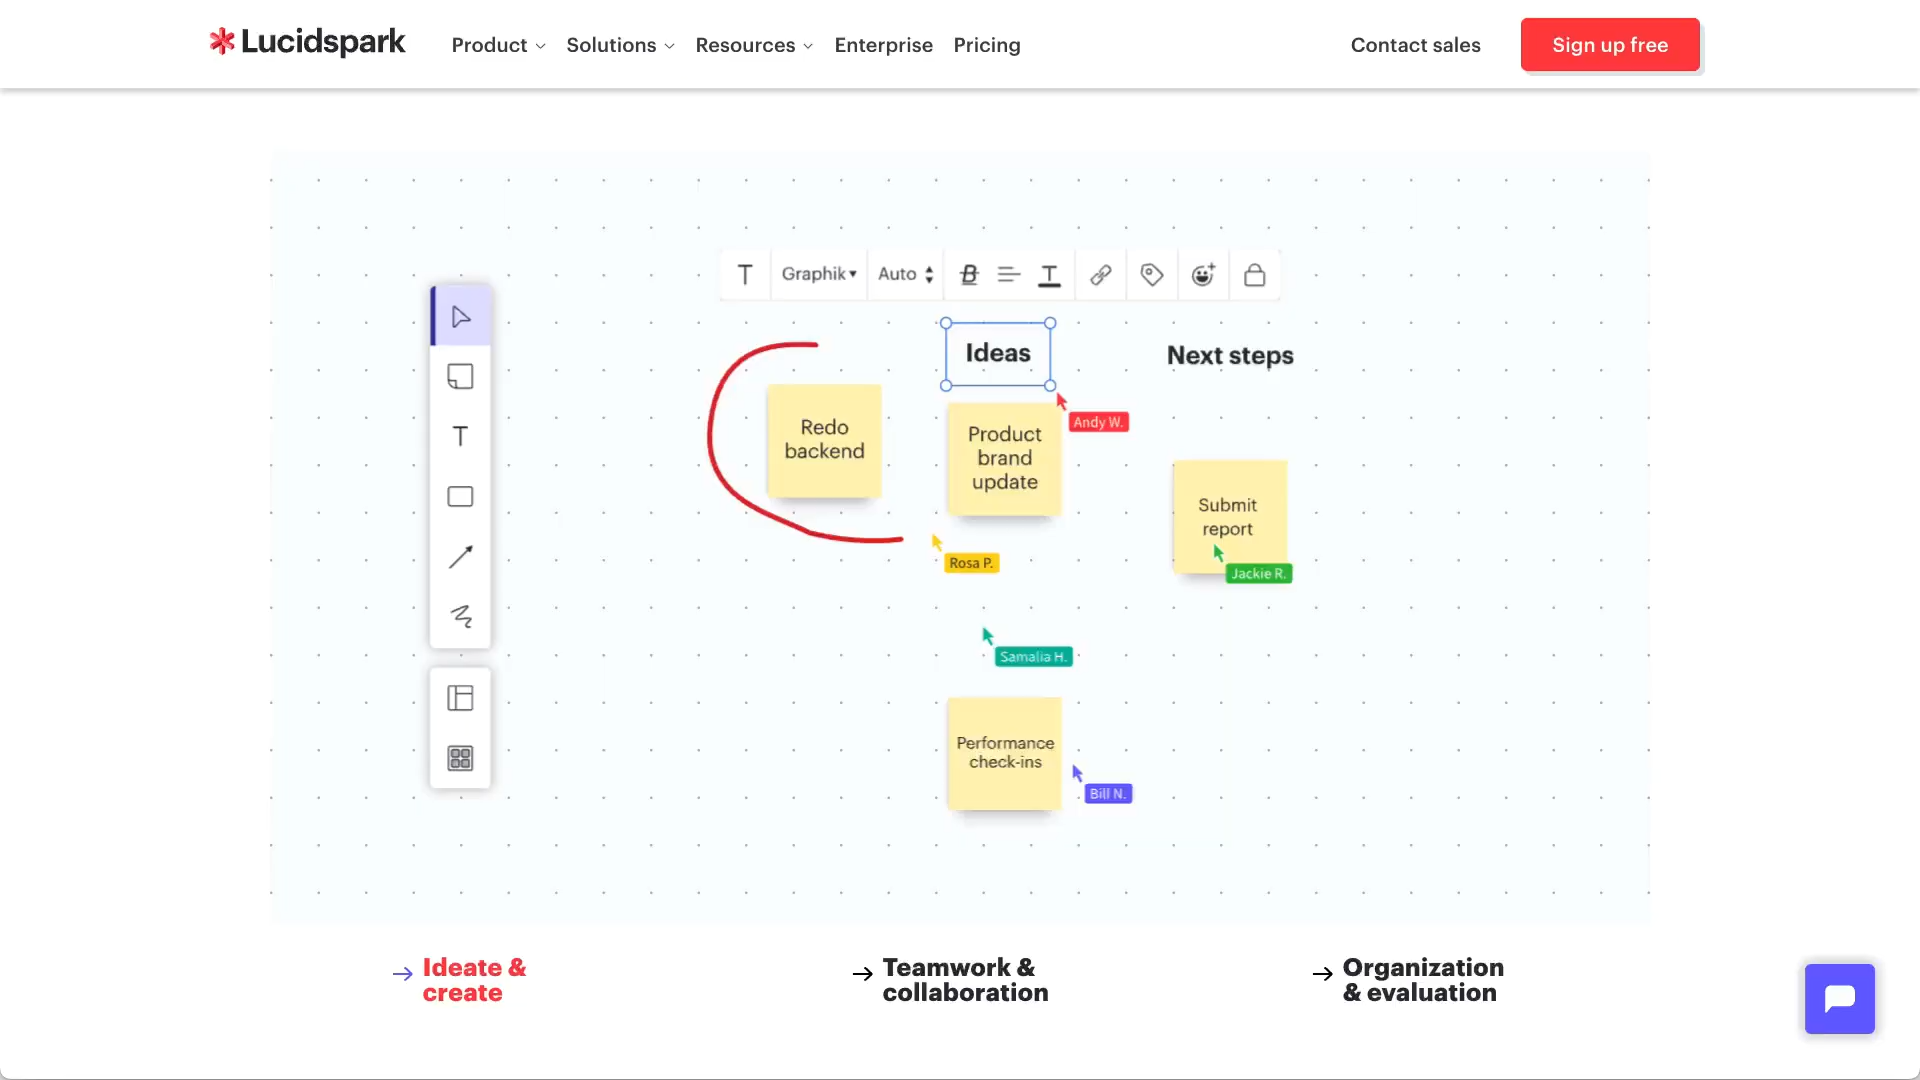 Lucidspark
Product
Solutions
Resources
Enterprise
Pricing
Contact sales
Sign up free
T
Graphik
Auto
B
T
Ideas
Next steps
T
Redo
backend
Product
brand
update
Andy W.
Submit
report
Rosa P.
Jackie R.
Samalia H.
Performance
check-ins
Bill N.
Ideate &
create
Teamwork &
collaboration
Organization
& evaluation